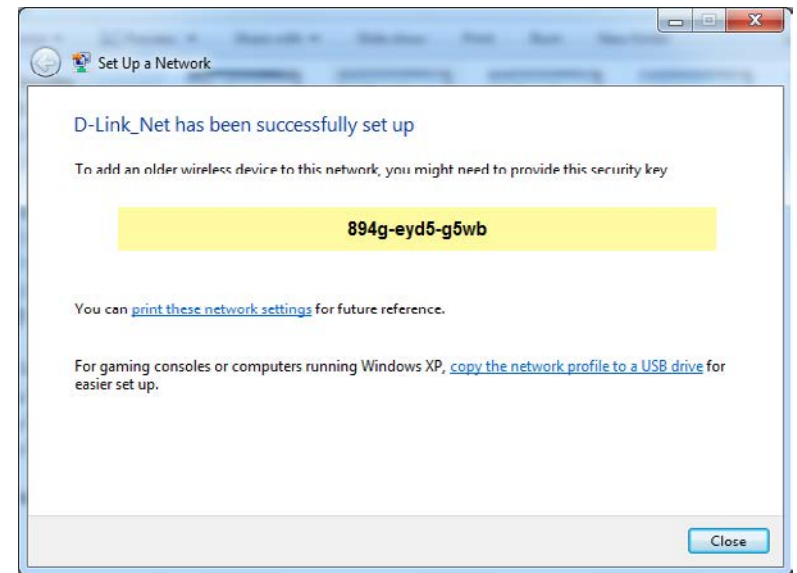 Set Up a Network
D-Link_Net has been successfully set up
To add an older wireless device to this network, you might need to provide this security key
894g-eyd5-g5wb
You can print these network settings for future reference.
For gaming consoles or computers running Windows XP, copy the network profile to a USB drive for
easier set up.
Close